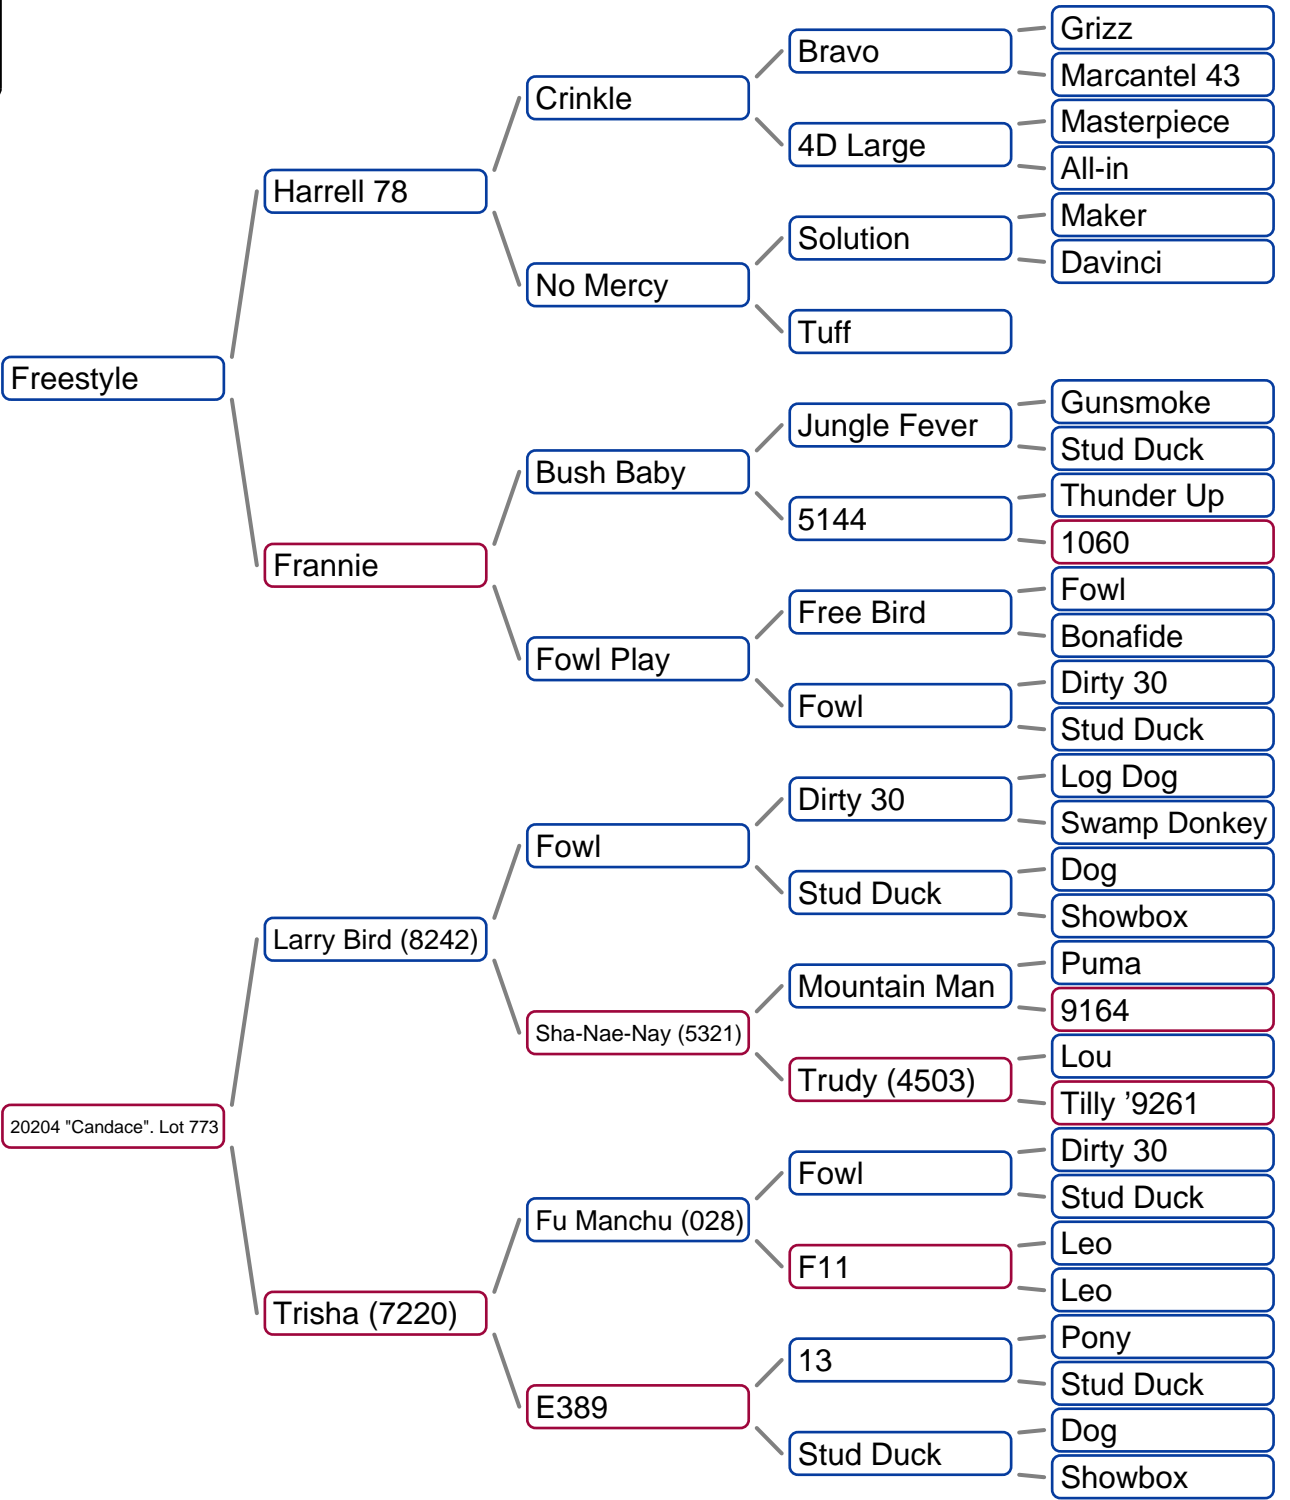 Freestyle
Harrell 78
Crinkle
Bravo
Grizz
Marcantel 43
4D Large
Masterpiece
All-in
No Mercy
Solution
Maker
Davinci
Tuff
Frannie
Bush Baby
Jungle Fever
Gunsmoke
Stud Duck
5144
Thunder Up
1060
Fowl Play
Free Bird
Fowl
Bonafide
Fowl
Dirty 30
Stud Duck
20204 "Candace". Lot 773
Larry Bird (8242)
Fowl
Dirty 30
Log Dog
Swamp Donkey
Stud Duck
Dog
Showbox
Sha-Nae-Nay (5321)
Mountain Man
Puma
9164
Trudy (4503)
Lou
Tilly ’9261
Trisha (7220)
Fu Manchu (028)
Fowl
Dirty 30
Stud Duck
F11
Leo
Leo
E389
13
Pony
Stud Duck
Stud Duck
Dog
Showbox